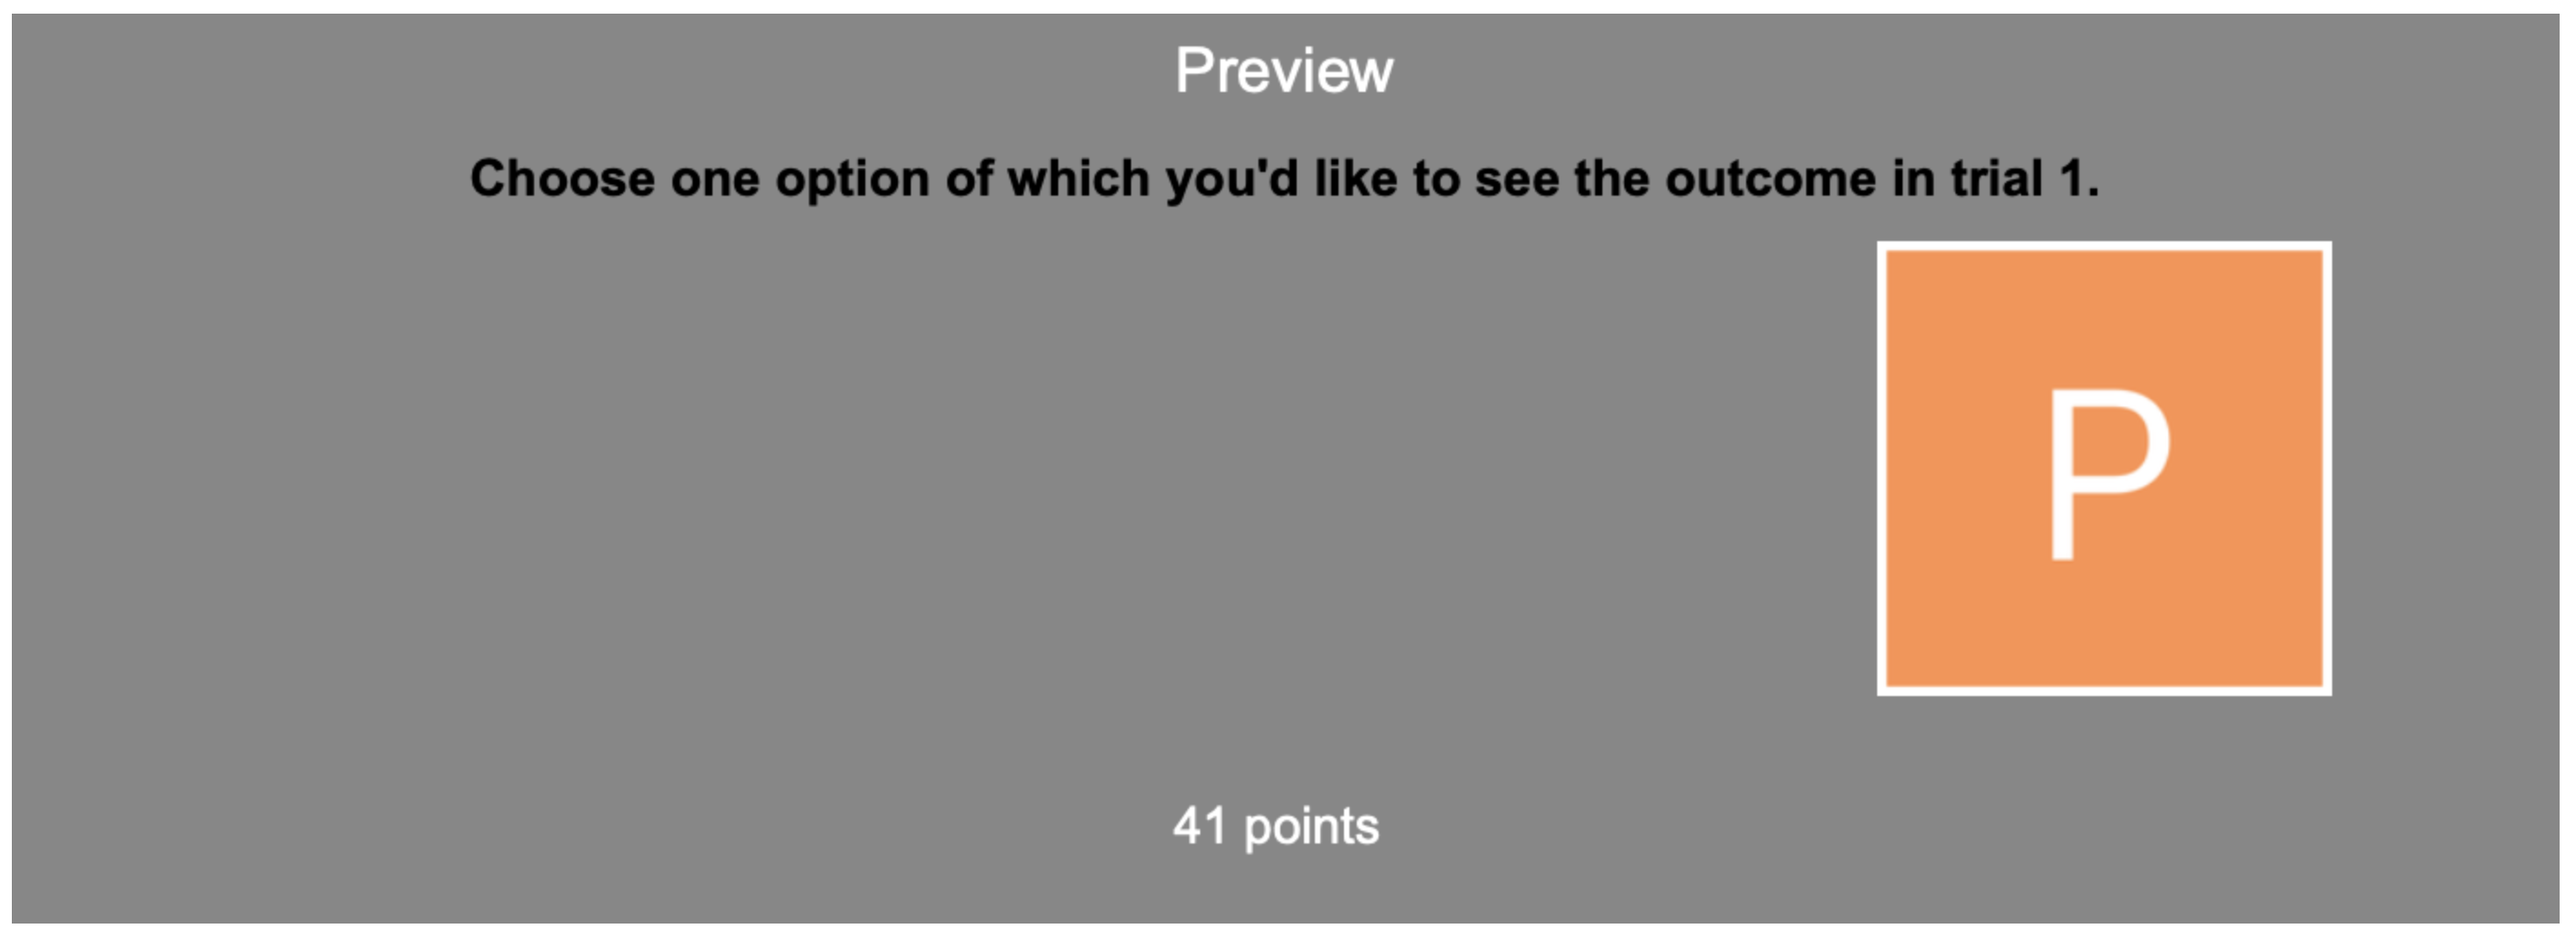 Preview
Choose one option of which you'd like to see the outcome in trial 1.
P
41 points